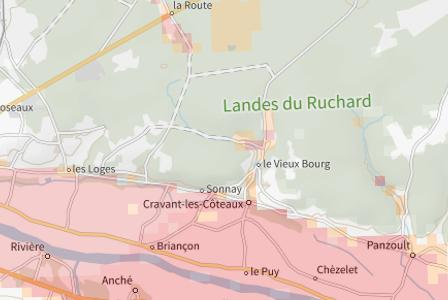 la Route
Landes du Ruchard
oseaux
les Loges
le Vieux Bourg
Sonnay
Cravant-les-Côteaux
Rivière
Briançon
Panzoult
le Puy
Chèzelet
Anché